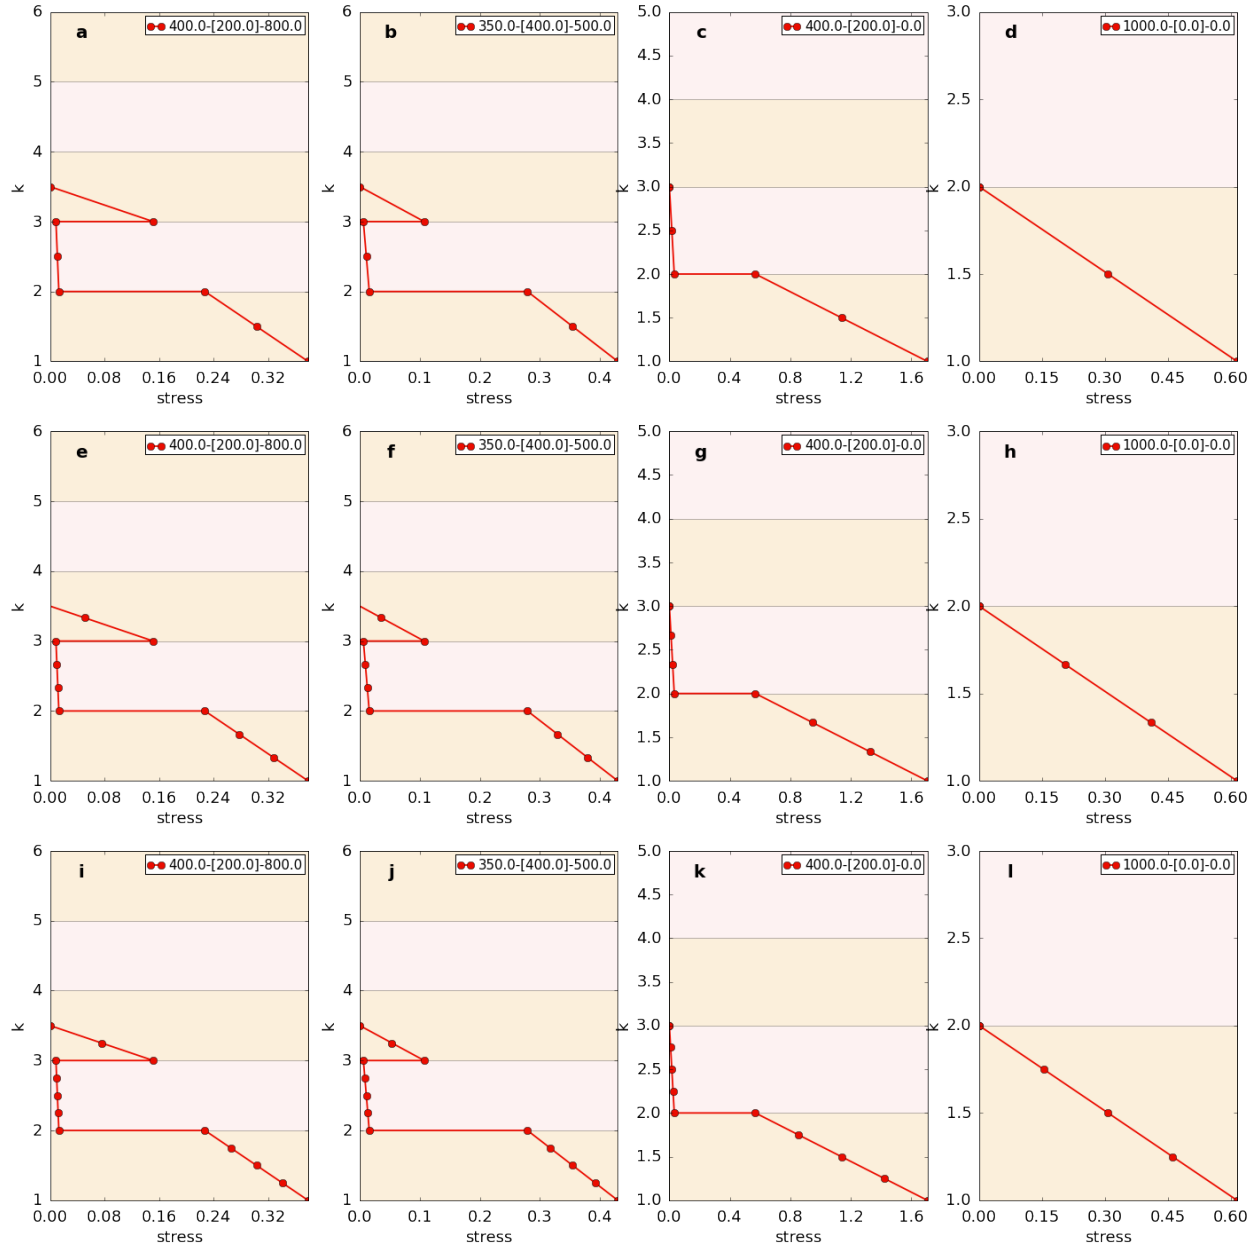 a
400.0-[200.0]-800.0
6
5
4
3
2
1
k
0.00 0.08 0.16 0.24 0.32
stress
b
350.0-[400.0]-500.0
6
5
4
3
2
1
k
0.0 0.1 0.2 0.3 0.4
stress
c
400.0-[200.0]-0.0
5.0
4.5
4.0
3.5
3.0
2.5
2.0
1.5
1.0
k
0.0 0.4 0.8 1.2 1.6
stress
d
1000.0-[0.0]-0.0
3.0
2.5
2.0
1.5
1.0
k
0.00 0.15 0.30 0.45 0.60
stress
e
400.0-[200.0]-800.0
6
5
4
3
2
1
k
0.00 0.08 0.16 0.24 0.32
stress
f
350.0-[400.0]-500.0
6
5
4
3
2
1
k
0.0 0.1 0.2 0.3 0.4
stress
g
400.0-[200.0]-0.0
5.0
4.5
4.0
3.5
3.0
2.5
2.0
1.5
1.0
k
0.0 0.4 0.8 1.2 1.6
stress
h
1000.0-[0.0]-0.0
3.0
2.5
2.0
1.5
1.0
k
0.00 0.15 0.30 0.45 0.60
stress
i
400.0-[200.0]-800.0
6
5
4
3
2
1
k
0.00 0.08 0.16 0.24 0.32
stress
j
350.0-[400.0]-500.0
6
5
4
3
2
1
k
0.0 0.1 0.2 0.3 0.4
stress
k
400.0-[200.0]-0.0
5.0
4.5
4.0
3.5
3.0
2.5
2.0
1.5
1.0
k
0.0 0.4 0.8 1.2 1.6
stress
l
1000.0-[0.0]-0.0
3.0
2.5
2.0
1.5
1.0
k
0.00 0.15 0.30 0.45 0.60
stress